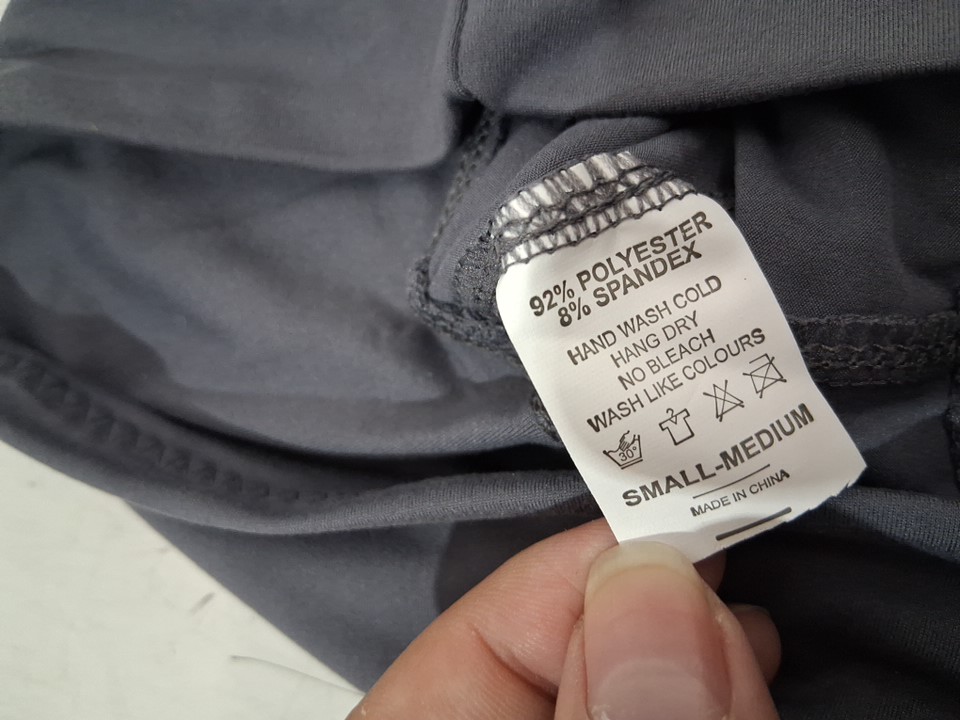 92% POLYESTER
8% SPANDEX
HAND WASH COLD
HANG DRY
NO BLEACH
WASH LIKE COLOURS
30°
SMALL-MEDIUM
MADE IN CHINA